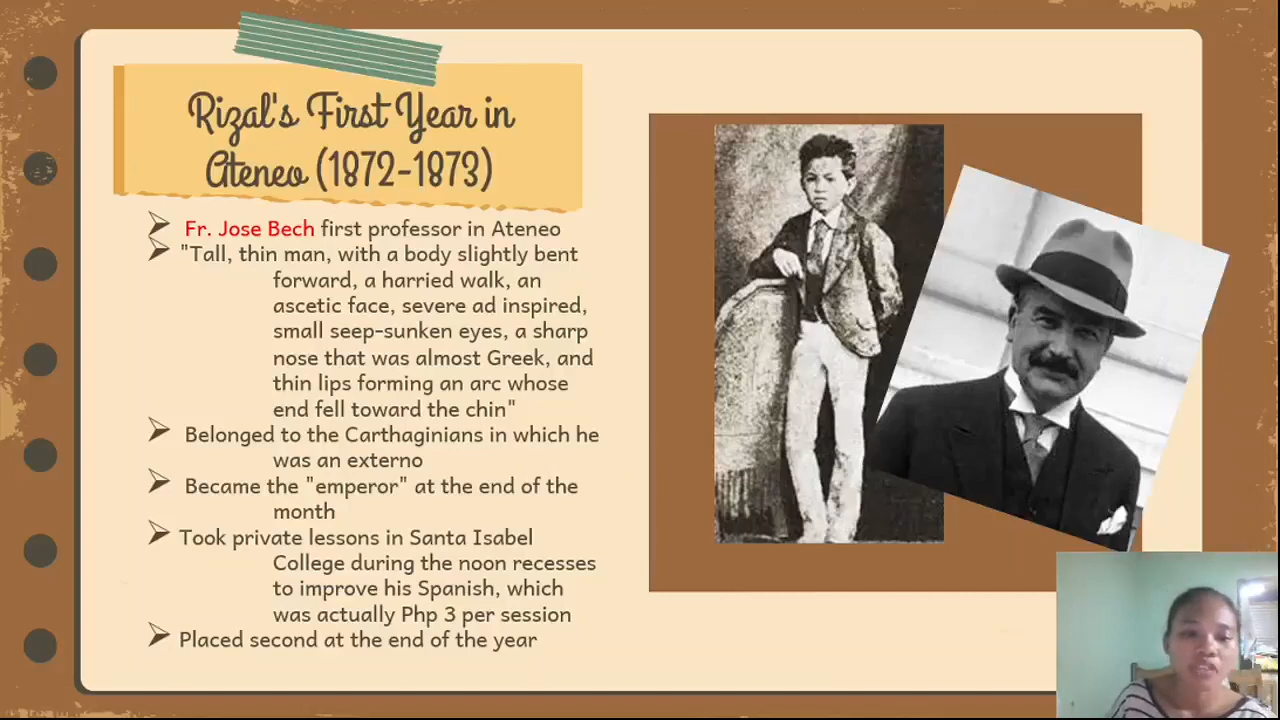 Rizal's First Year in
Ateneo (1872-1873)
Fr. Jose Bech first professor in Ateneo
"Tall, thin man, with a body slightly bent
forward, a harried walk, an
ascetic face, severe ad inspired,
small seep-sunken eyes, a sharp
nose that was almost Greek, and
thin lips forming an arc whose
end fell toward the chin"
Belonged to the Carthaginians in which he
was an externo
Became the "emperor" at the end of the
month
Took private lessons in Santa Isabel
College during the noon recesses
to improve his Spanish, which
was actually Php 3 per session
Placed second at the end of the year